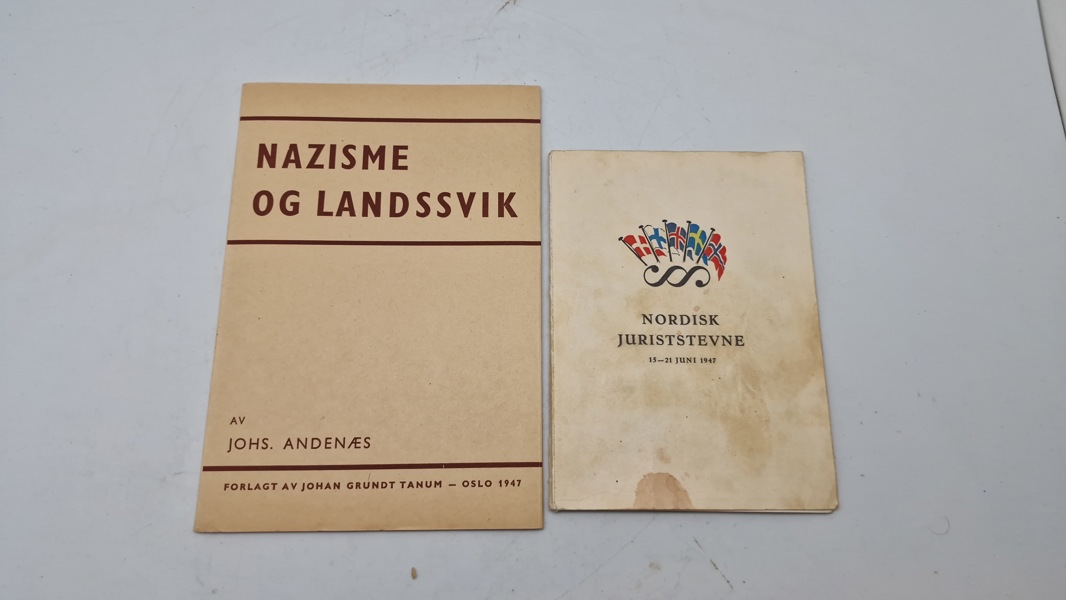 NAZISME
OG LANDSSVIK
AV
JOHS. ANDENÆS
FORLAGT AV JOHAN GRUNDT TANUM — OSLO 1947
NORDISK
JURISTSTEVNE
15—21 JUNI 1947